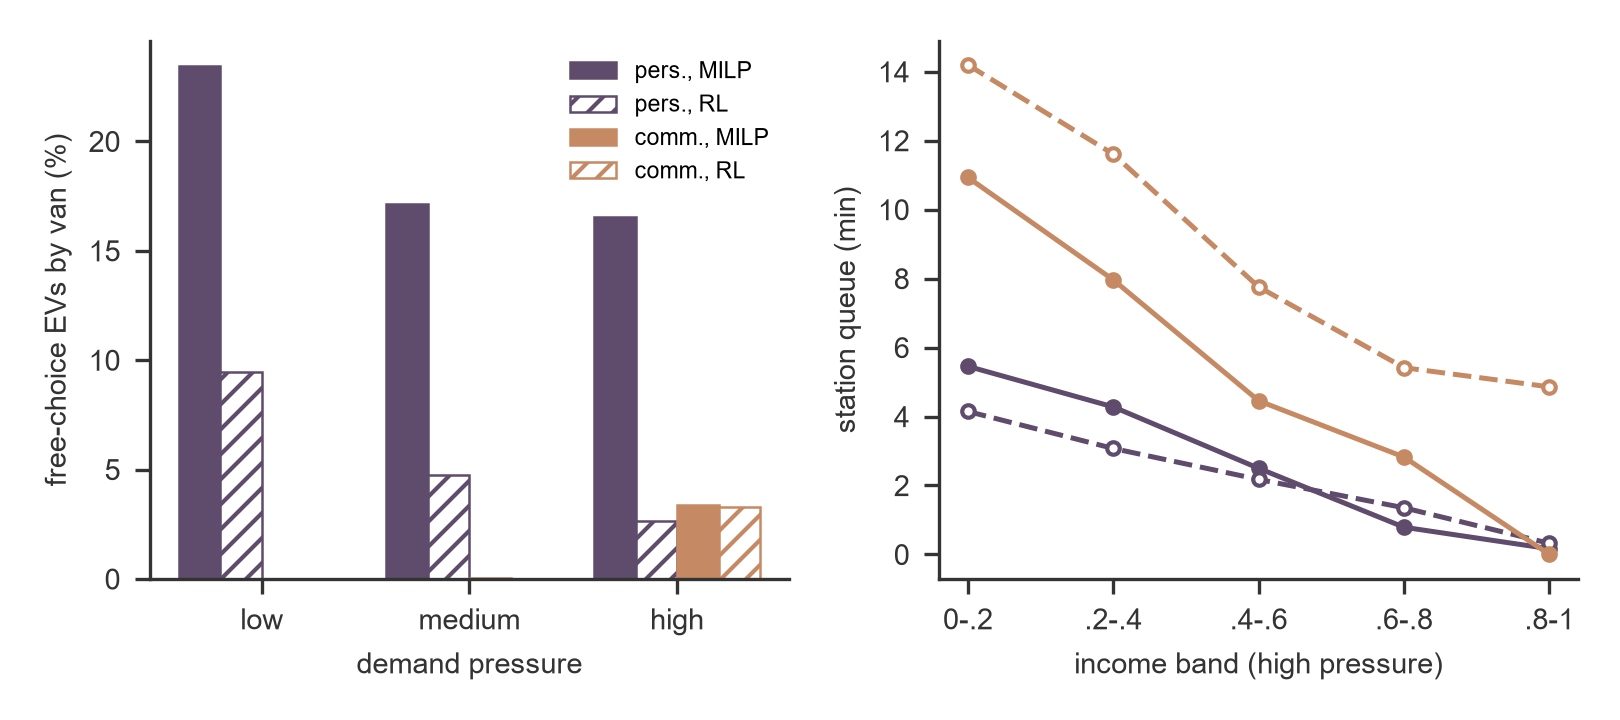 free-choice EVs by van (%)
20
15
10
5
0
low
medium
high
demand pressure
pers., MILP
pers., RL
comm., MILP
comm., RL
station queue (min)
14
12
10
8
6
4
2
0
0-.2
.2-.4
.4-.6
.6-.8
.8-1
income band (high pressure)